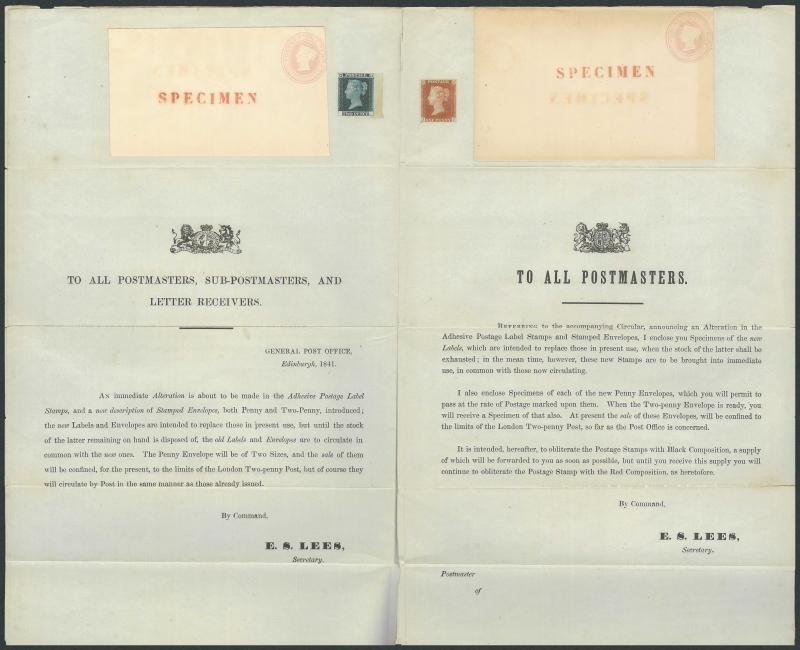 SPECIMEN
POSTAGE
TWO PENCE
TO ALL POSTMASTERS, SUB-POSTMASTERS, AND
LETTER RECEIVERS.
GENERAL POST OFFICE,
Edinburgh, 1841.
AN immediate Alteration is about to be made in the Adhesive Postage Label
Stamps, and a new description of Stamped Envelopes, both Penny and Two-Penny, introduced;
the new Labels and Envelopes are intended to replace those in present use, but until the stock
of the latter remaining on hand is disposed of, the old Labels and Envelopes are to circulate in
common with the new ones. The Penny Envelope will be of Two Sizes, and the sale of them
will be confined, for the present, to the limits of the London Two-penny Post, but of course they
will circulate by Post in the same manner as those already issued.
By Command,
E. S. LEES,
Secretary.
POSTAGE
ONE PENNY
SPECIMEN
TO ALL POSTMASTERS.
REFERRING to the accompanying Circular, announcing an Alteration in the
Adhesive Postage Label Stamps and Stamped Envelopes, I enclose you Specimens of the new
Labels, which are intended to replace those in present use, when the stock of the latter shall be
exhausted; in the mean time, however, these new Stamps are to be brought into immediate
use, in common with those now circulating.
I also enclose Specimens of each of the new Penny Envelopes, which you will permit to
pass at the rate of Postage marked upon them. When the Two-penny Envelope is ready, you
will receive a Specimen of that also. At present the sale of these Envelopes, will be confined to
the limits of the London Two-penny Post, so far as the Post Office is concerned.
It is intended, hereafter, to obliterate the Postage Stamps with Black Composition, a supply
of which will be forwarded to you as soon as possible, but until you receive this supply you will
continue to obliterate the Postage Stamp with the Red Composition, as heretofore.
By Command,
E. S. LEES,
Secretary.
Postmaster
of